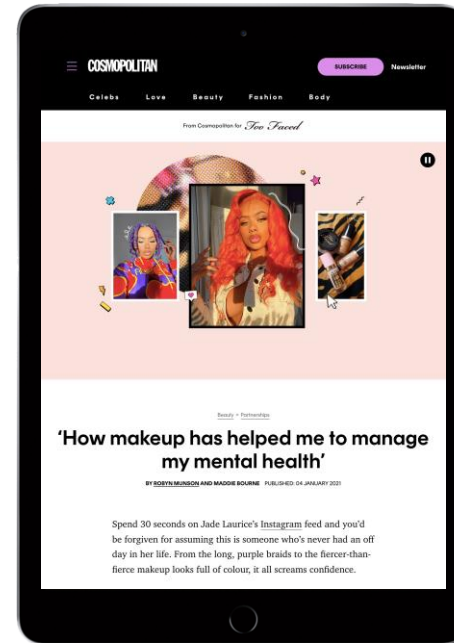 COSMOPOLITAN
SUBSCRIBE
Newsletter
Celebs Love Beauty Fashion Body
From Cosmopolitan for Too Faced
Beauty > Partnerships
‘How makeup has helped me to manage
my mental health’
BY ROBYN MUNSON AND MADDIE BOURNE PUBLISHED: 04 JANUARY 2021
Spend 30 seconds on Jade Laurice's Instagram feed and you'd
be forgiven for assuming this is someone who's never had an off
day in her life. From the long, purple braids to the fiercer-than-
fierce makeup looks full of colour, it all screams confidence.